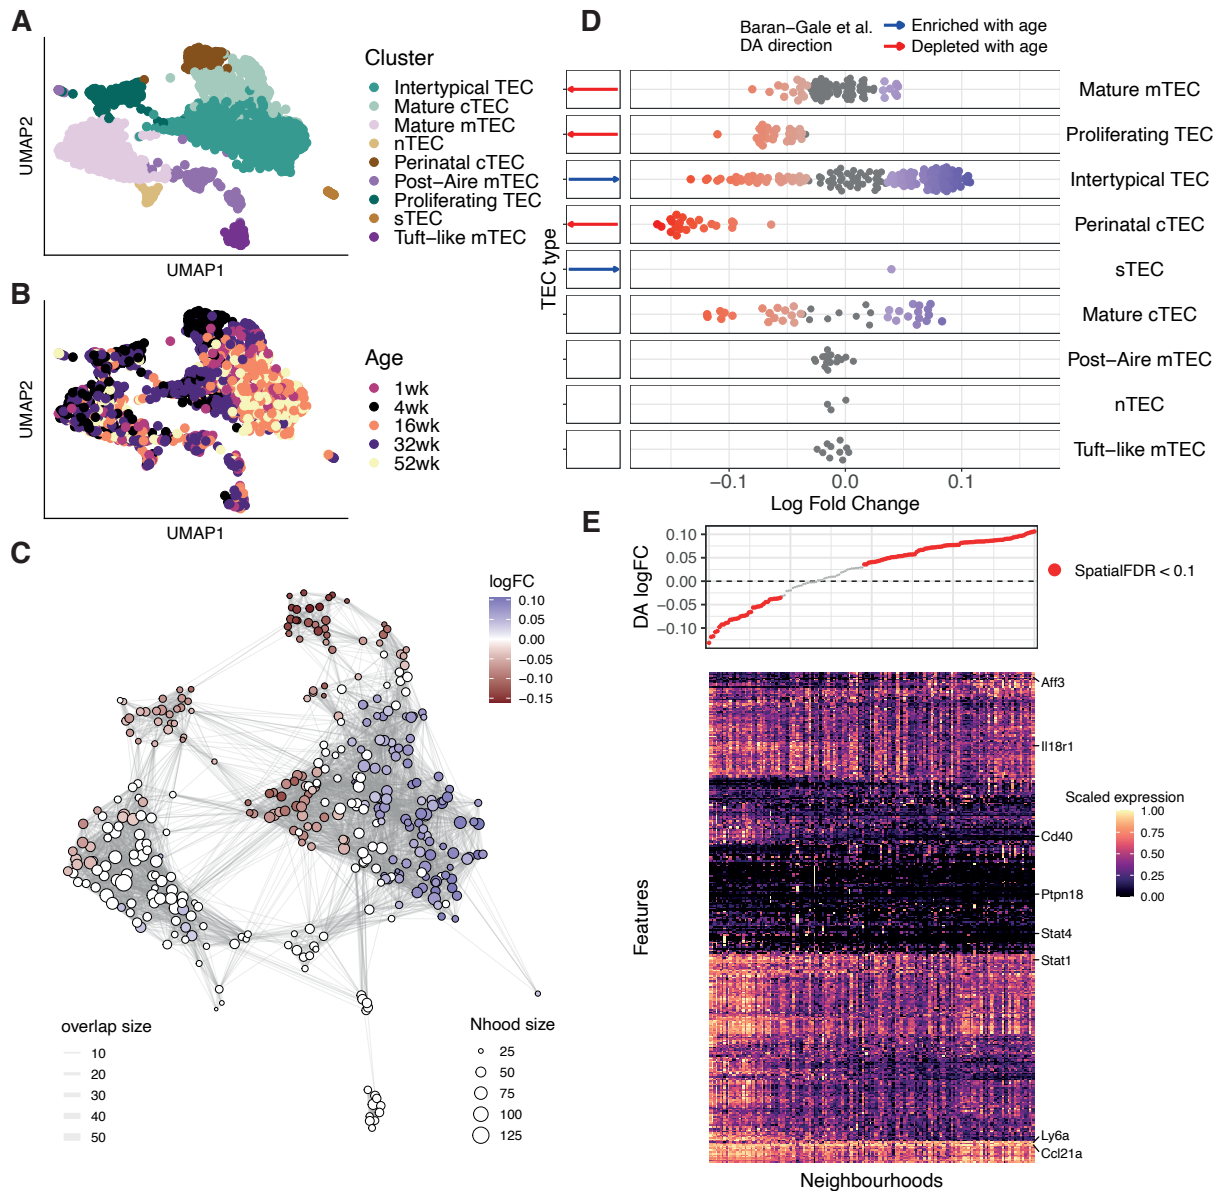 A
UMAP2
UMAP1
Cluster
Intertypical TEC
Mature cTEC
Mature mTEC
nTEC
Perinatal cTEC
Post−Aire mTEC
Proliferating TEC
sTEC
Tuft−like mTEC
B
UMAP2
UMAP1
Age
1wk
4wk
16wk
32wk
52wk
C
logFC
0.10
0.05
0.00
−0.05
−0.10
−0.15
overlap size
10
20
30
40
50
Nhood size
25
50
75
100
125
D
Baran−Gale et al.
DA direction
Enriched with age
Depleted with age
TEC type
Mature mTEC
Proliferating TEC
Intertypical TEC
Perinatal cTEC
sTEC
Mature cTEC
Post−Aire mTEC
nTEC
Tuft−like mTEC
−0.1
0.0
0.1
Log Fold Change
E
DA logFC
0.10
0.05
0.00
−0.05
−0.10
SpatialFDR < 0.1
Features
Aff3
Il18r1
Cd40
Ptpn18
Stat4
Stat1
Ly6a
Ccl21a
Scaled expression
1.00
0.75
0.50
0.25
0.00
Neighbourhoods